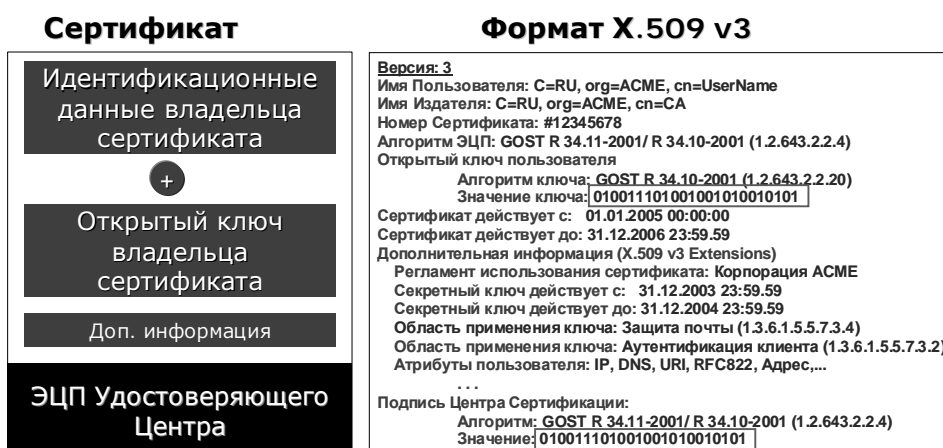 Сертификат
Идентификационные
данные владельца
сертификата
+
Открытый ключ
владельца
сертификата
Доп. информация
ЭЦП Удостоверяющего
Центра
Формат X.509 v3
Версия: 3
Имя Пользователя: C=RU, org=ACME, cn=UserName
Имя Издателя: C=RU, org=ACME, cn=CA
Номер Сертификата: #12345678
Алгоритм ЭЦП: GOST R 34.11-2001/ R 34.10-2001 (1.2.643.2.2.4)
Открытый ключ пользователя
Алгоритм ключа: GOST R 34.10-2001 (1.2.643.2.2.20)
Значение ключа: 010011101001001010010101
Сертификат действует с: 01.01.2005 00:00:00
Сертификат действует до: 31.12.2006 23:59.59
Дополнительная информация (X.509 v3 Extensions)
Регламент использования сертификата: Корпорация ACME
Секретный ключ действует с: 31.12.2003 23:59.59
Секретный ключ действует до: 31.12.2004 23:59.59
Область применения ключа: Защита почты (1.3.6.1.5.5.7.3.4)
Область применения ключа: Аутентификация клиента (1.3.6.1.5.5.7.3.2)
Атрибуты пользователя: IP, DNS, URI, RFC822, Адрес,...
. . .
Подпись Центра Сертификации:
Алгоритм: GOST R 34.11-2001/ R 34.10-2001 (1.2.643.2.2.4)
Значение: 010011101001001010010101